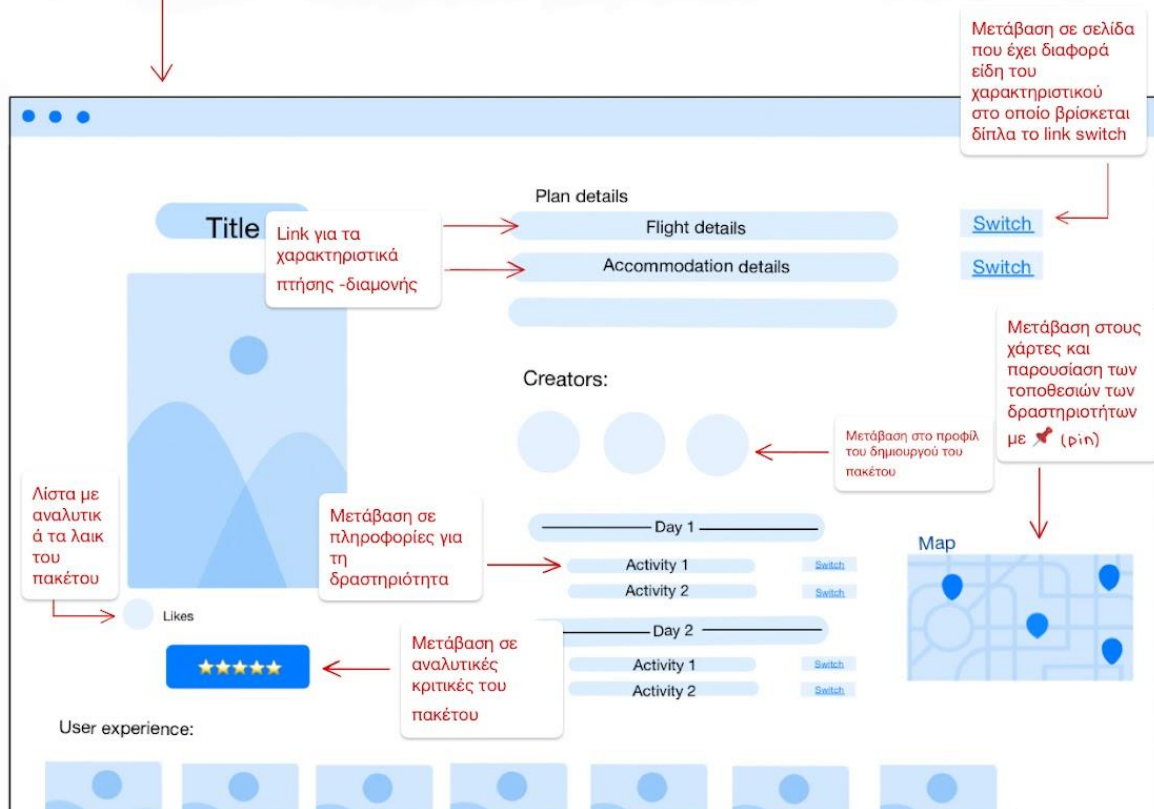 Μετάβαση σε σελίδα
που έχει διαφορά
είδη του
χαρακτηριστικού
στο οποίο βρίσκεται
δίπλα το link switch
Title
Link για τα
χαρακτηριστικά
πτήσης -διαμονής
Plan details
Flight details
Switch
Accommodation details
Switch
Creators:
Μετάβαση στο προφίλ
του δημιουργού του
πακέτου
Μετάβαση στους
χάρτες και
παρουσίαση των
τοποθεσιών των
δραστηριοτήτων
με 📌 (pin)
Λίστα με
αναλυτικ
ά τα λαικ
του
πακέτου
Likes
Μετάβαση σε
πληροφορίες για
τη
δραστηριότητα
Day 1
Activity 1
Switch
Activity 2
Switch
Day 2
Activity 1
Switch
Activity 2
Switch
Map
Μετάβαση σε
αναλυτικές
κριτικές του
πακέτου
User experience: